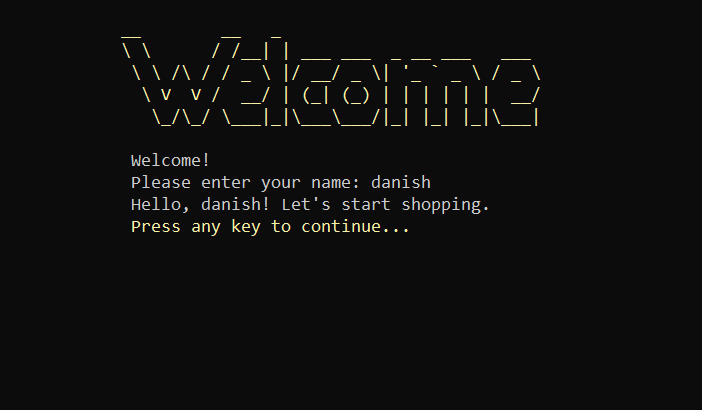 Welcome
Welcome!
Please enter your name: danish
Hello, danish! Let's start shopping.
Press any key to continue...